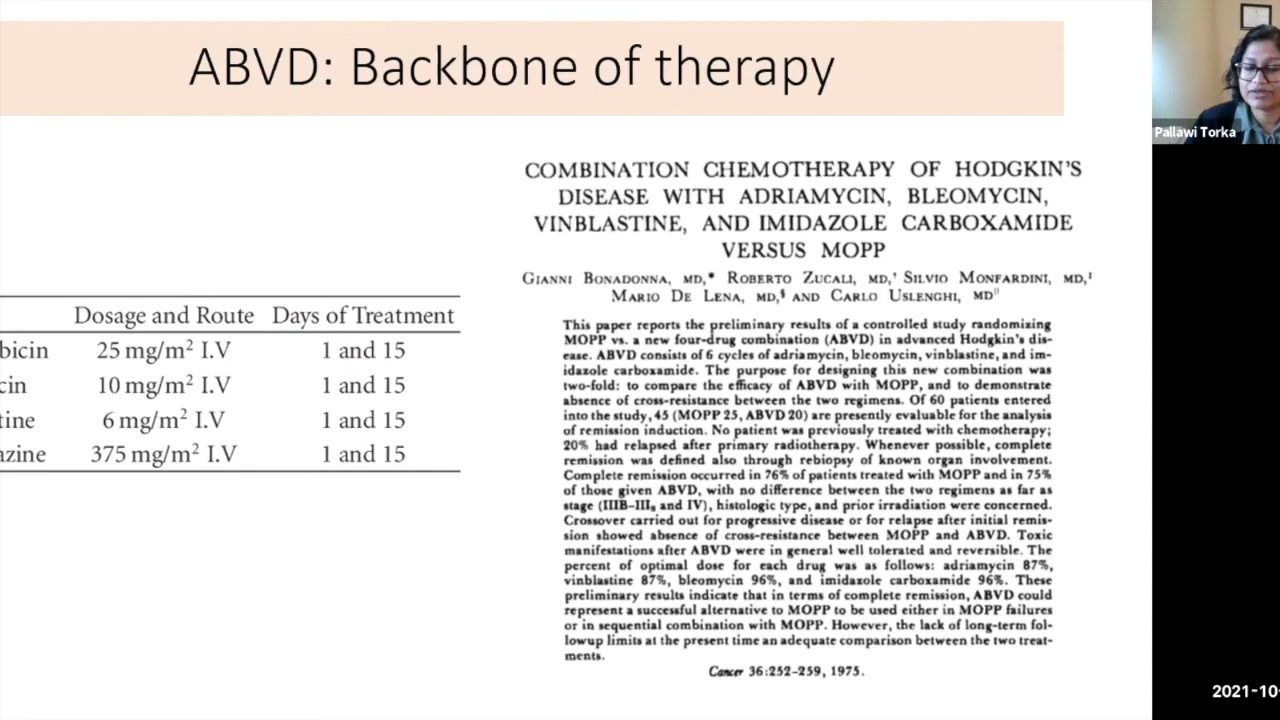 ABVD: Backbone of therapy
Pallawi Torka
COMBINATION CHEMOTHERAPY OF HODGKIN'S
DISEASE WITH ADRIAMYCIN, BLEOMYCIN,
VINBLASTINE, AND IMIDAZOLE CARBOXAMIDE
VERSUS MOPP
GIANNI BONADONNA, MD,* ROBERTO ZUCALI, MD,† SILVIO MONFARDINI, MD,‡
MARIO DE LENA, MD,§ AND CARLO USLENGHI, MD||
Dosage and Route Days of Treatment
bicin 25 mg/m² I.V 1 and 15
cin 10 mg/m² I.V 1 and 15
tine 6 mg/m² I.V 1 and 15
azine 375 mg/m² I.V 1 and 15
This paper reports the preliminary results of a controlled study randomizing
MOPP vs. a new four-drug combination (ABVD) in advanced Hodgkin's dis-
ease. ABVD consists of 6 cycles of adriamycin, bleomycin, vinblastine, and im-
idazole carboxamide. The purpose for designing this new combination was
two-fold: to compare the efficacy of ABVD with MOPP, and to demonstrate
absence of cross-resistance between the two regimens. Of 60 patients entered
into the study, 45 (MOPP 25, ABVD 20) are presently evaluable for the analysis
of remission induction. No patient was previously treated with chemotherapy;
20% had relapsed after primary radiotherapy. Whenever possible, complete
remission was defined also through rebiopsy of known organ involvement.
Complete remission occurred in 76% of patients treated with MOPP and in 75%
of those given ABVD, with no difference between the two regimens as far as
stage (IIIB-IIIs and IV), histologic type, and prior irradiation were concerned.
Crossover carried out for progressive disease or for relapse after initial remis-
sion showed absence of cross-resistance between MOPP and ABVD. Toxic
manifestations after ABVD were in general well tolerated and reversible. The
percent of optimal dose for each drug was as follows: adriamycin 87%,
vinblastine 87%, bleomycin 96%, and imidazole carboxamide 96%. These
preliminary results indicate that in terms of complete remission, ABVD could
represent a successful alternative to MOPP to be used either in MOPP failures
or in sequential combination with MOPP. However, the lack of long-term fol-
lowup limits at the present time an adequate comparison between the two treat-
ments.
Cancer 36:252-259, 1975.
2021-10-